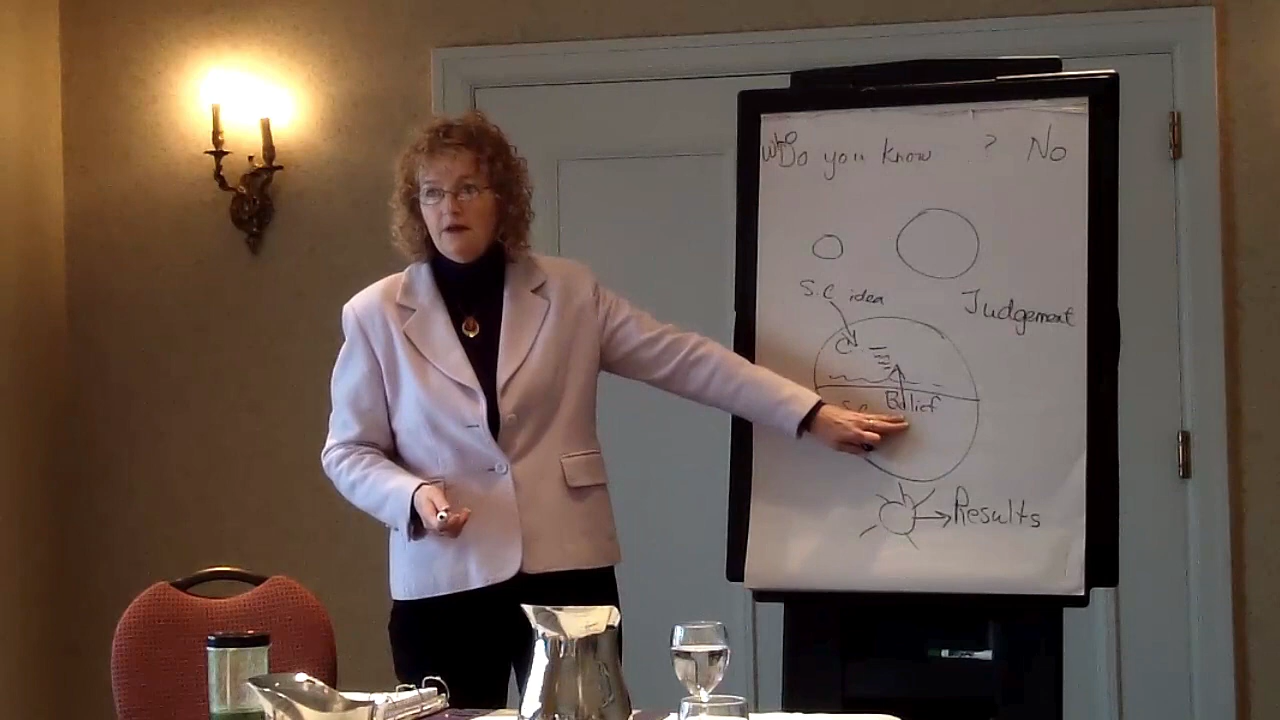 Who
Do you know ? No
S.C idea
Judgement
Belief
Results